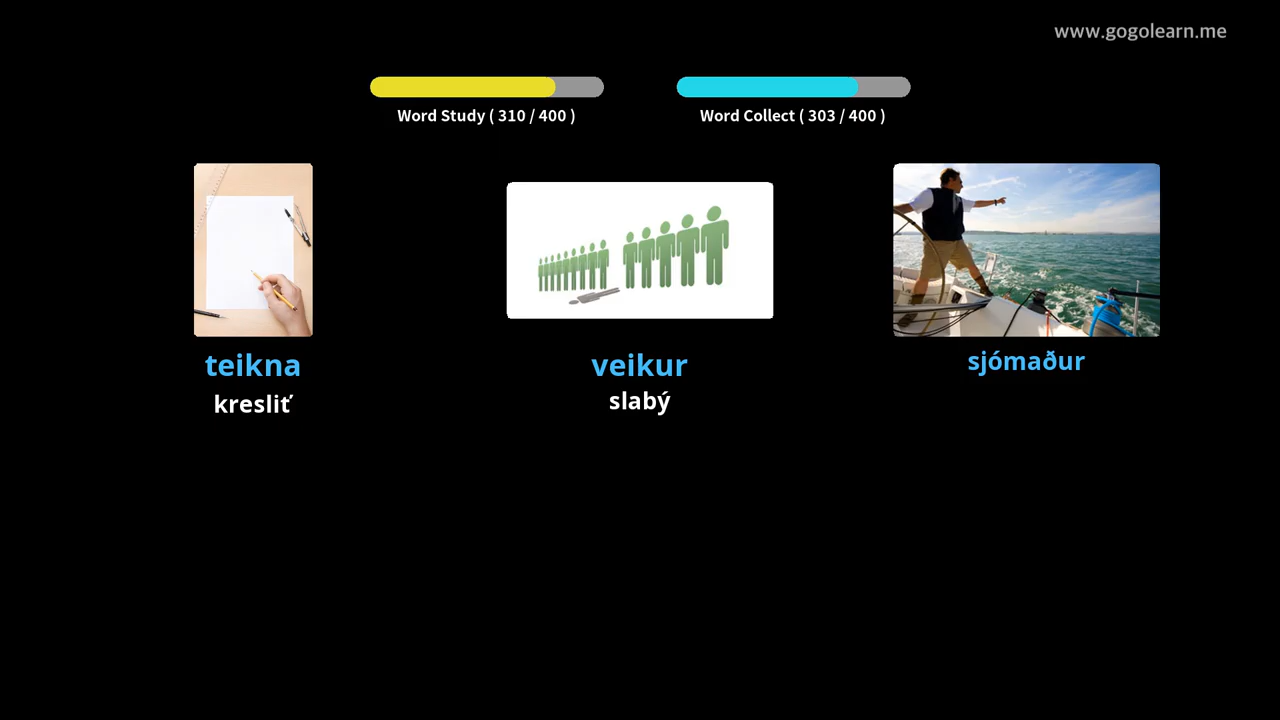 www.gogolearn.me
Word Study ( 310 / 400 )
Word Collect ( 303 / 400 )
teikna
kresliť
veikur
slabý
sjómaður